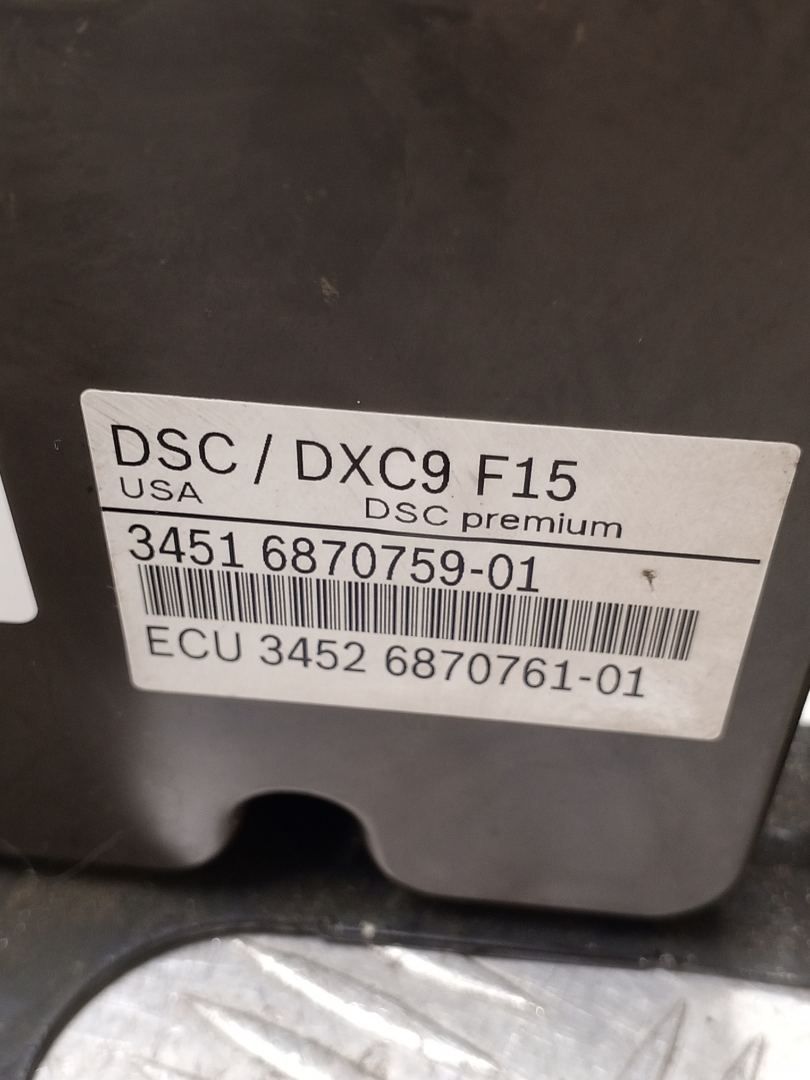 DSC / DXC9 F15
USA DSC premium
3451 6870759-01
ECU 3452 6870761-01